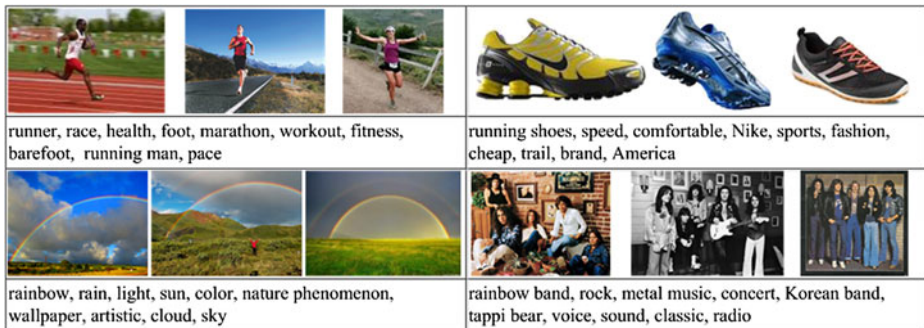 runner, race, health, foot, marathon, workout, fitness,
barefoot, running man, pace
running shoes, speed, comfortable, Nike, sports, fashion,
cheap, trail, brand, America
rainbow, rain, light, sun, color, nature phenomenon,
wallpaper, artistic, cloud, sky
rainbow band, rock, metal music, concert, Korean band,
tappi bear, voice, sound, classic, radio